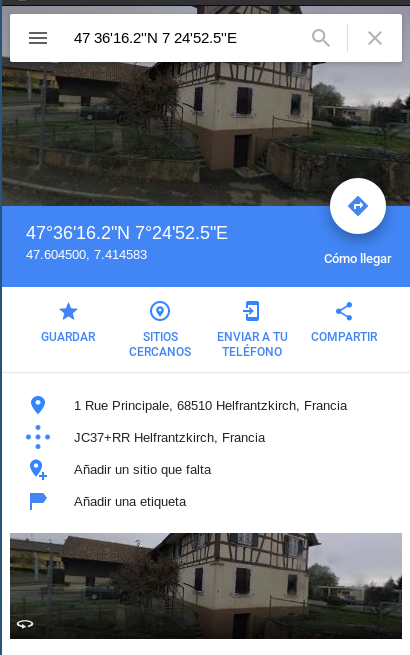 47 36'16.2"N 7 24'52.5"E
47°36'16.2"N 7°24'52.5"E
47.604500, 7.414583
Cómo llegar
GUARDAR
SITIOS
CERCANOS
ENVIAR A TU
TELÉFONO
COMPARTIR
1 Rue Principale, 68510 Helfrantzkirch, Francia
JC37+RR Helfrantzkirch, Francia
Añadir un sitio que falta
Añadir una etiqueta